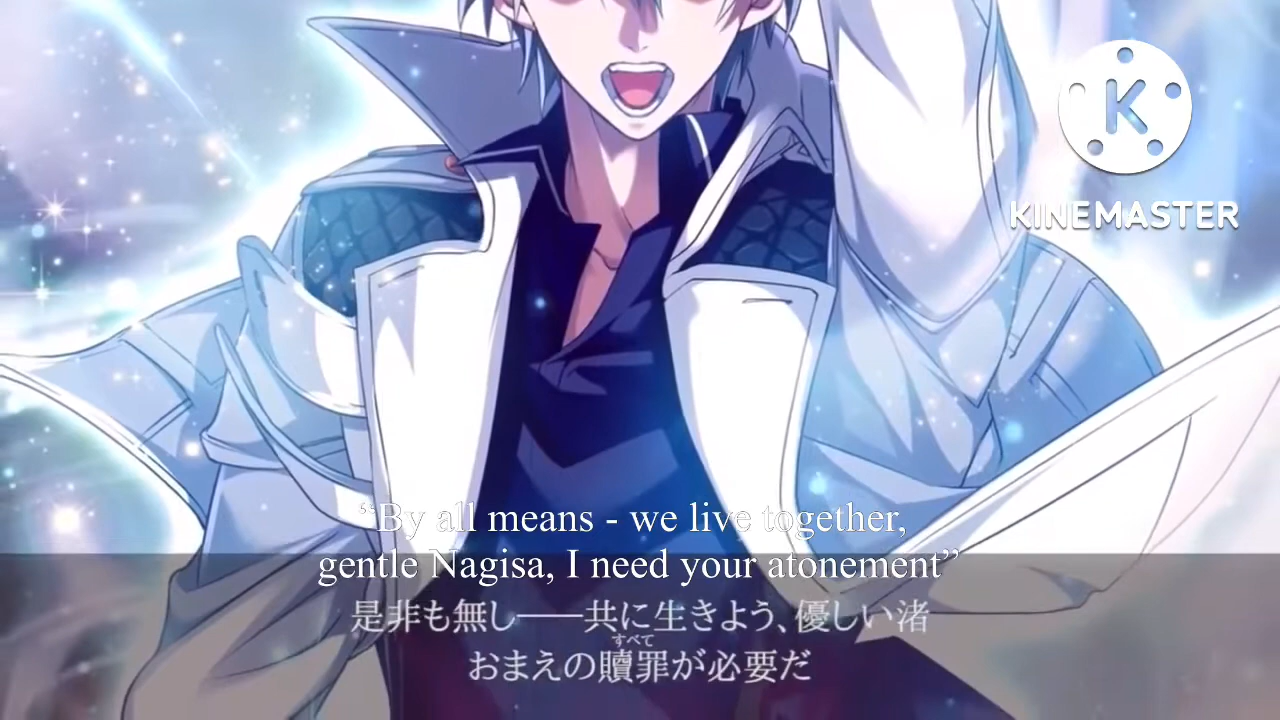 KINEMASTER
“By all means - we live together,
gentle Nagisa, I need your atonement”
是非も無し――共に生きよう、優しい渚
すべて
おまえの贖罪が必要だ